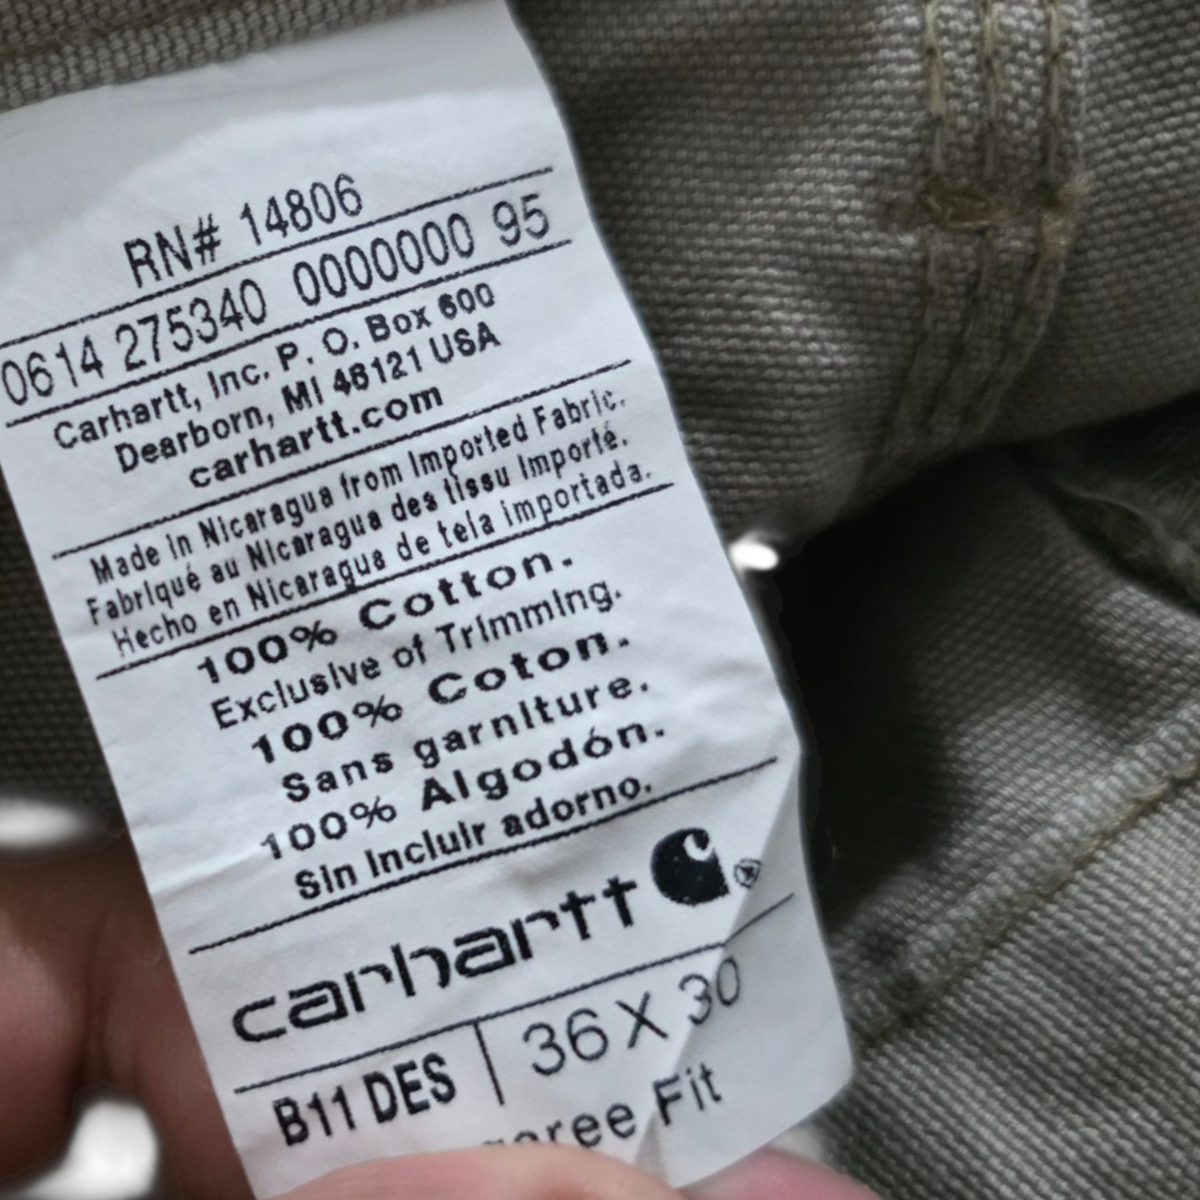 RN# 14806
0614 275340 0000000 95
Carhartt, Inc. P. O. Box 600
Dearborn, MI 48121 USA
carhartt.com
Made in Nicaragua from Imported Fabric.
Fabriqué au Nicaragua des tissu Importé.
Hecho en Nicaragua de tela importada.
100% Cotton.
Exclusive of Trimming.
100% Coton.
Sans garniture.
100% Algodón.
Sin incluir adorno.
carhartt ®
B11 DES 36 X 30
Fit